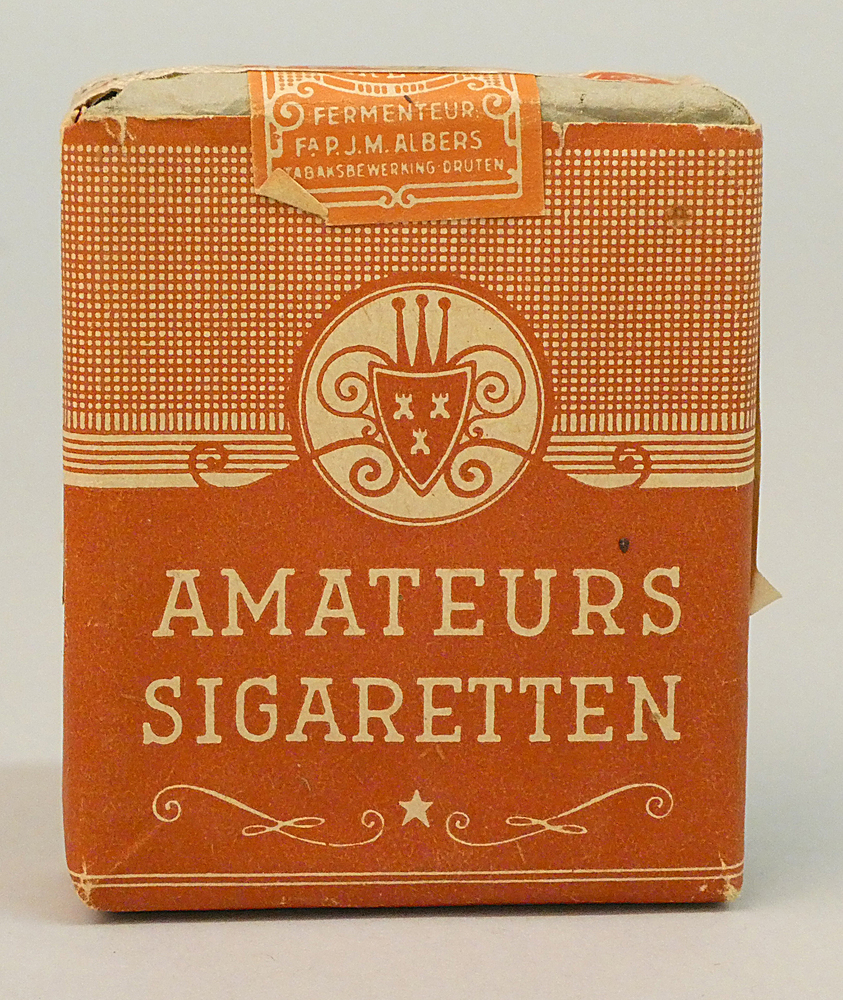 FERMENTEUR:
FA P.J.M. ALBERS
TABAKSBEWERKING-DRUTEN
AMATEURS
SIGARETTEN